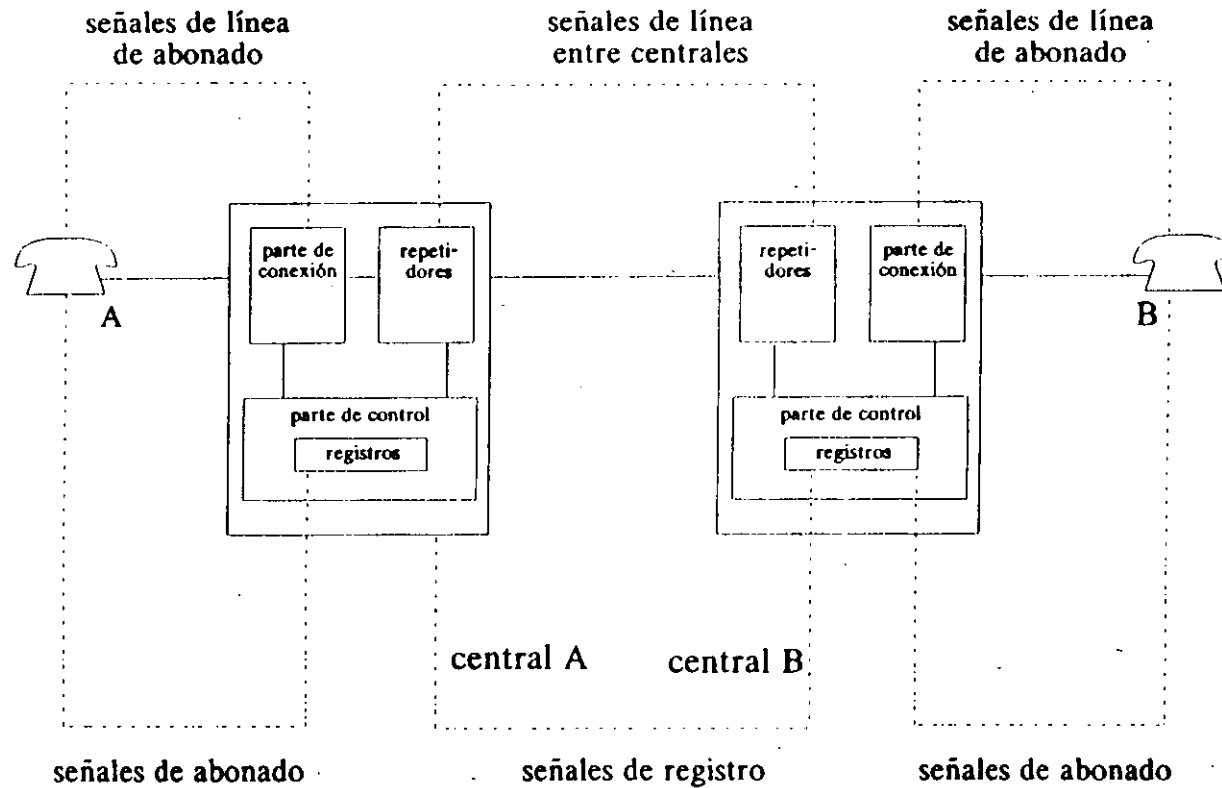 señales de línea
de abonado
señales de línea
entre centrales
señales de línea
de abonado
parte de
conexión
repeti-
dores
repeti-
dores
parte de
conexión
A
B
parte de control
registros
parte de control
registros
central A
central B
señales de abonado
señales de registro
señales de abonado